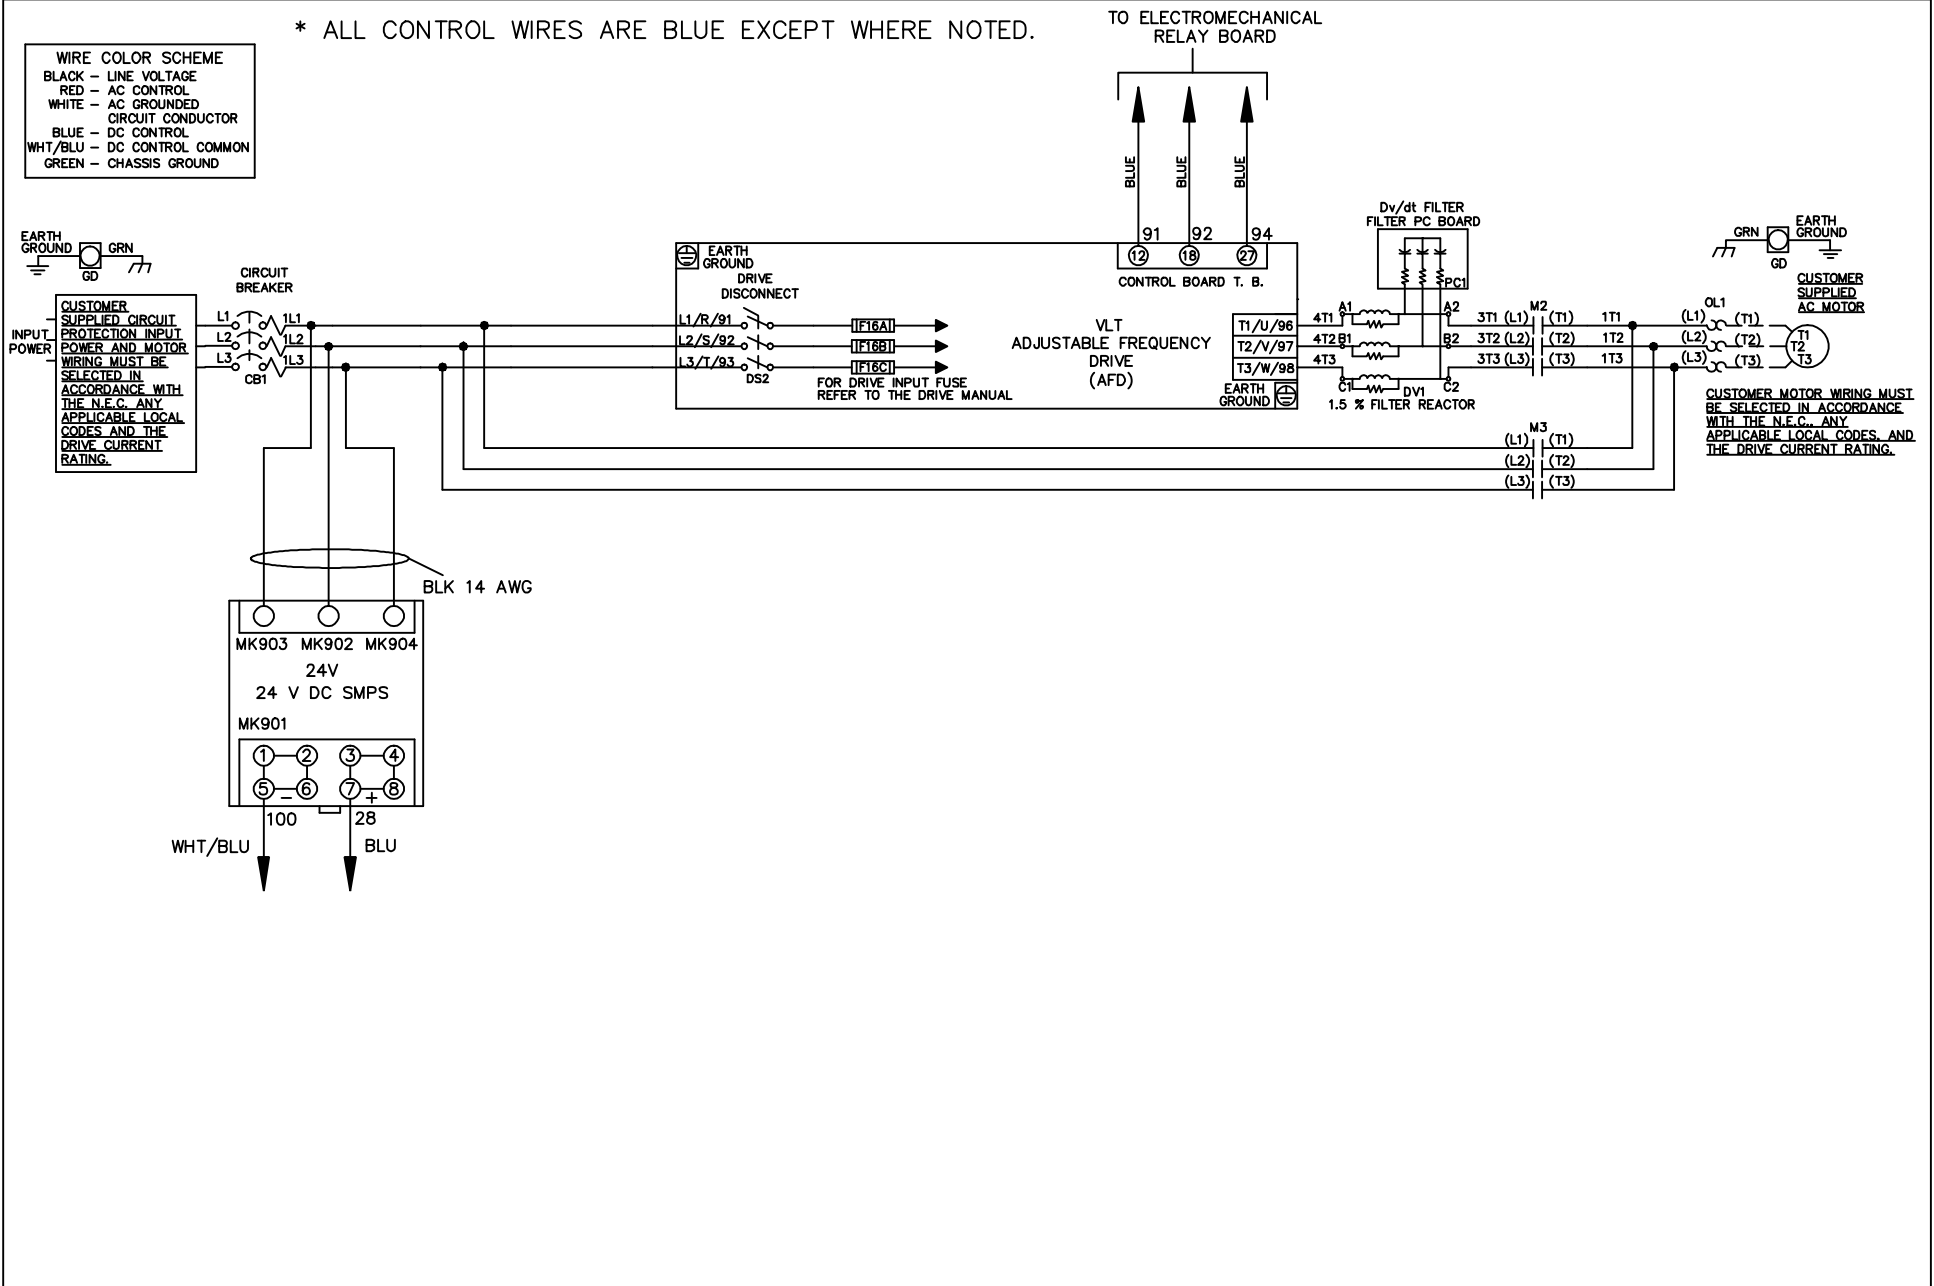 * ALL CONTROL WIRES ARE BLUE EXCEPT WHERE NOTED.
TO ELECTROMECHANICAL
RELAY BOARD
WIRE COLOR SCHEME
BLACK – LINE VOLTAGE
RED – AC CONTROL
WHITE – AC GROUNDED
CIRCUIT CONDUCTOR
BLUE – DC CONTROL
WHT/BLU – DC CONTROL COMMON
GREEN – CHASSIS GROUND
BLUE
BLUE
BLUE
91
92
94
12
18
27
CONTROL BOARD T. B.
EARTH
GROUND
GRN
GD
INPUT
POWER
CUSTOMER
SUPPLIED CIRCUIT
PROTECTION INPUT
POWER AND MOTOR
WIRING MUST BE
SELECTED IN
ACCORDANCE WITH
THE N.E.C. ANY
APPLICABLE LOCAL
CODES AND THE
DRIVE CURRENT
RATING.
CIRCUIT
BREAKER
L1
L2
L3
1L1
1L2
1L3
CB1
EARTH
GROUND
DRIVE
DISCONNECT
L1/R/91
L2/S/92
L3/T/93
DS2
F16A
F16B
F16C
FOR DRIVE INPUT FUSE
REFER TO THE DRIVE MANUAL
VLT
ADJUSTABLE FREQUENCY
DRIVE
(AFD)
T1/U/96
T2/V/97
T3/W/98
EARTH
GROUND
4T1
4T2
4T3
Dv/dt FILTER
FILTER PC BOARD
PC1
A1
A2
B1
B2
C1
C2
DV1
1.5 % FILTER REACTOR
M2
3T1 (L1) (T1) 1T1
3T2 (L2) (T2) 1T2
3T3 (L3) (T3) 1T3
M3
(L1) (T1)
(L2) (T2)
(L3) (T3)
OL1
(L1) (T1)
(L2) (T2)
(L3) (T3)
T1
T2
T3
GRN
GD
EARTH
GROUND
CUSTOMER
SUPPLIED
AC MOTOR
CUSTOMER MOTOR WIRING MUST
BE SELECTED IN ACCORDANCE
WITH THE N.E.C., ANY
APPLICABLE LOCAL CODES, AND
THE DRIVE CURRENT RATING.
BLK 14 AWG
MK903 MK902 MK904
24V
24 V DC SMPS
MK901
1 2 3 4
5 – 6 7 + 8
100
28
WHT/BLU
BLU